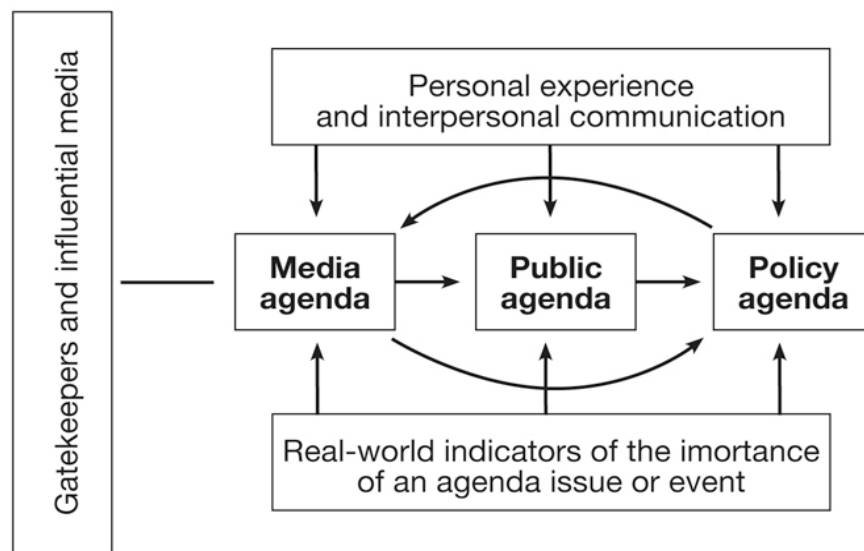 Gatekeepers and influential media
Personal experience
and interpersonal communication
Media
agenda
Public
agenda
Policy
agenda
Real-world indicators of the imortance
of an agenda issue or event